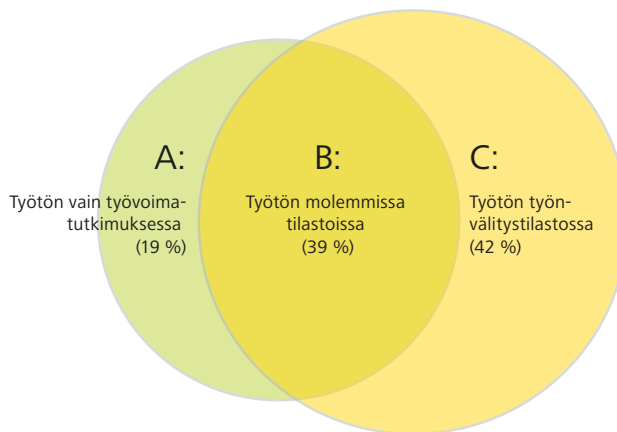 A:
Työtön vain työvoima-
tutkimuksessa
(19 %)
B:
Työtön molemmissa
tilastoissa
(39 %)
C:
Työtön työn-
välitystilastossa
(42 %)